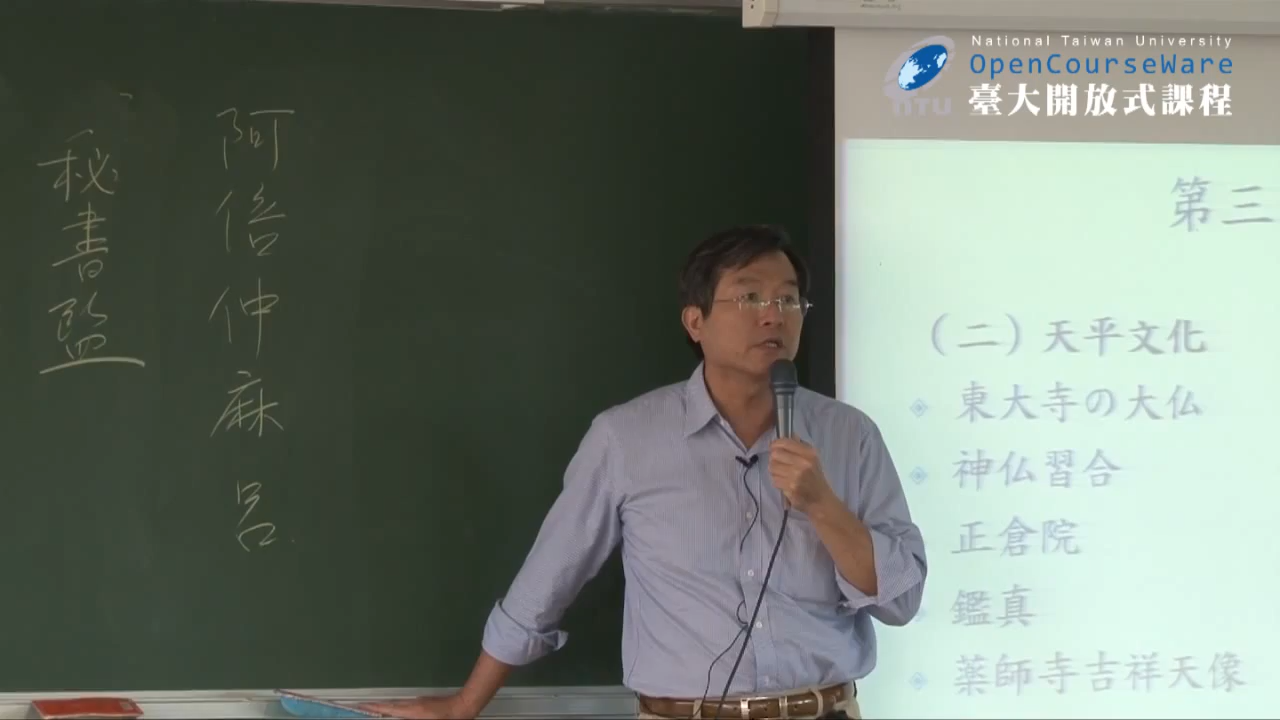 阿倍仲麻呂
秘書監
National Taiwan University
OpenCourseWare
NTU
臺大開放式課程
第三
(二)天平文化
東大寺の大仏
神仏習合
正倉院
鑑真
薬師寺吉祥天像